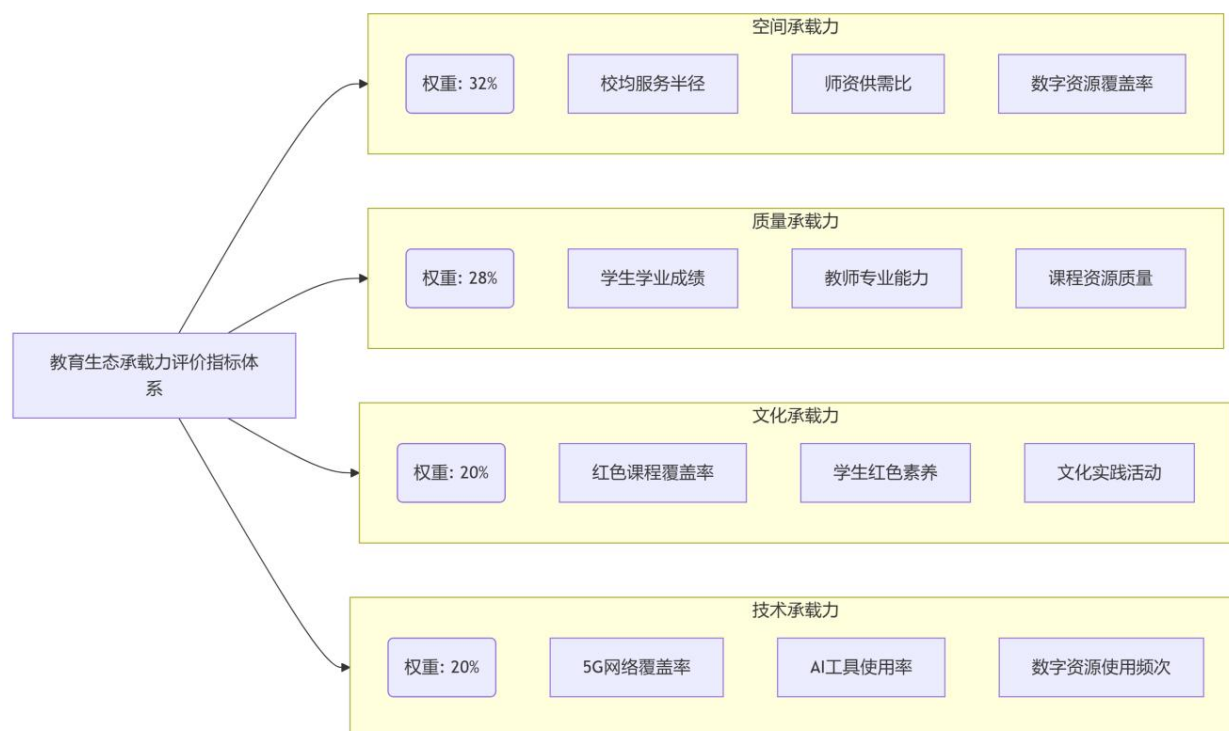 空间承载力
权重: 32%
校均服务半径
师资供需比
数字资源覆盖率
质量承载力
权重: 28%
学生学业成绩
教师专业能力
课程资源质量
教育生态承载力评价指标体
系
文化承载力
权重: 20%
红色课程覆盖率
学生红色素养
文化实践活动
技术承载力
权重: 20%
5G网络覆盖率
AI工具使用率
数字资源使用频次